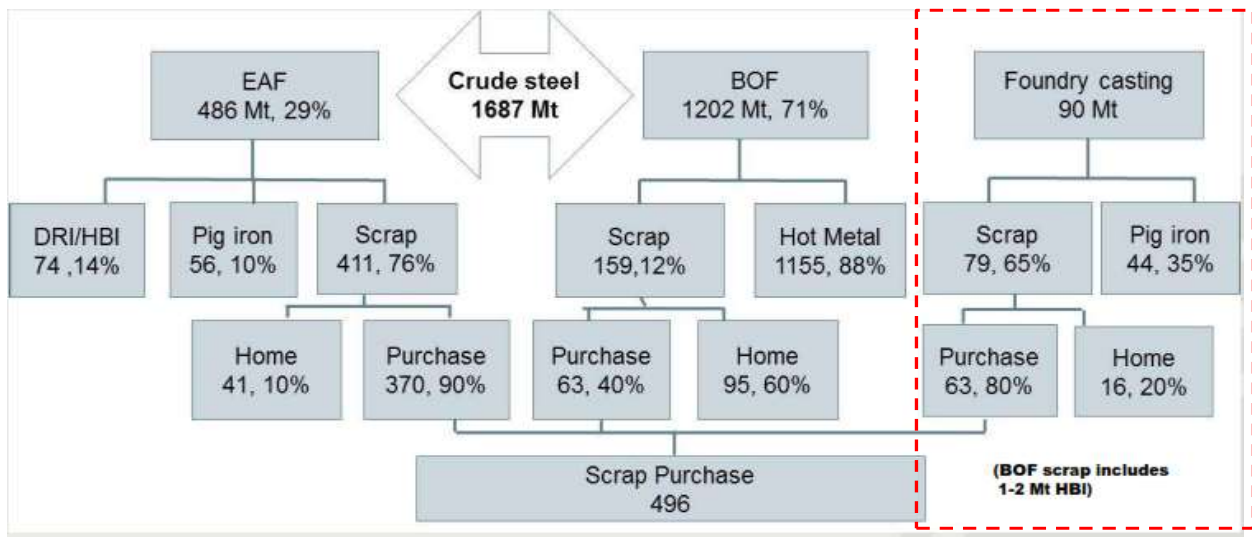 EAF
486 Mt, 29%
Crude steel
1687 Mt
BOF
1202 Mt, 71%
Foundry casting
90 Mt
DRI/HBI
74 ,14%
Pig iron
56, 10%
Scrap
411, 76%
Scrap
159,12%
Hot Metal
1155, 88%
Scrap
79, 65%
Pig iron
44, 35%
Home
41, 10%
Purchase
370, 90%
Purchase
63, 40%
Home
95, 60%
Purchase
63, 80%
Home
16, 20%
Scrap Purchase
496
(BOF scrap includes
1-2 Mt HBI)